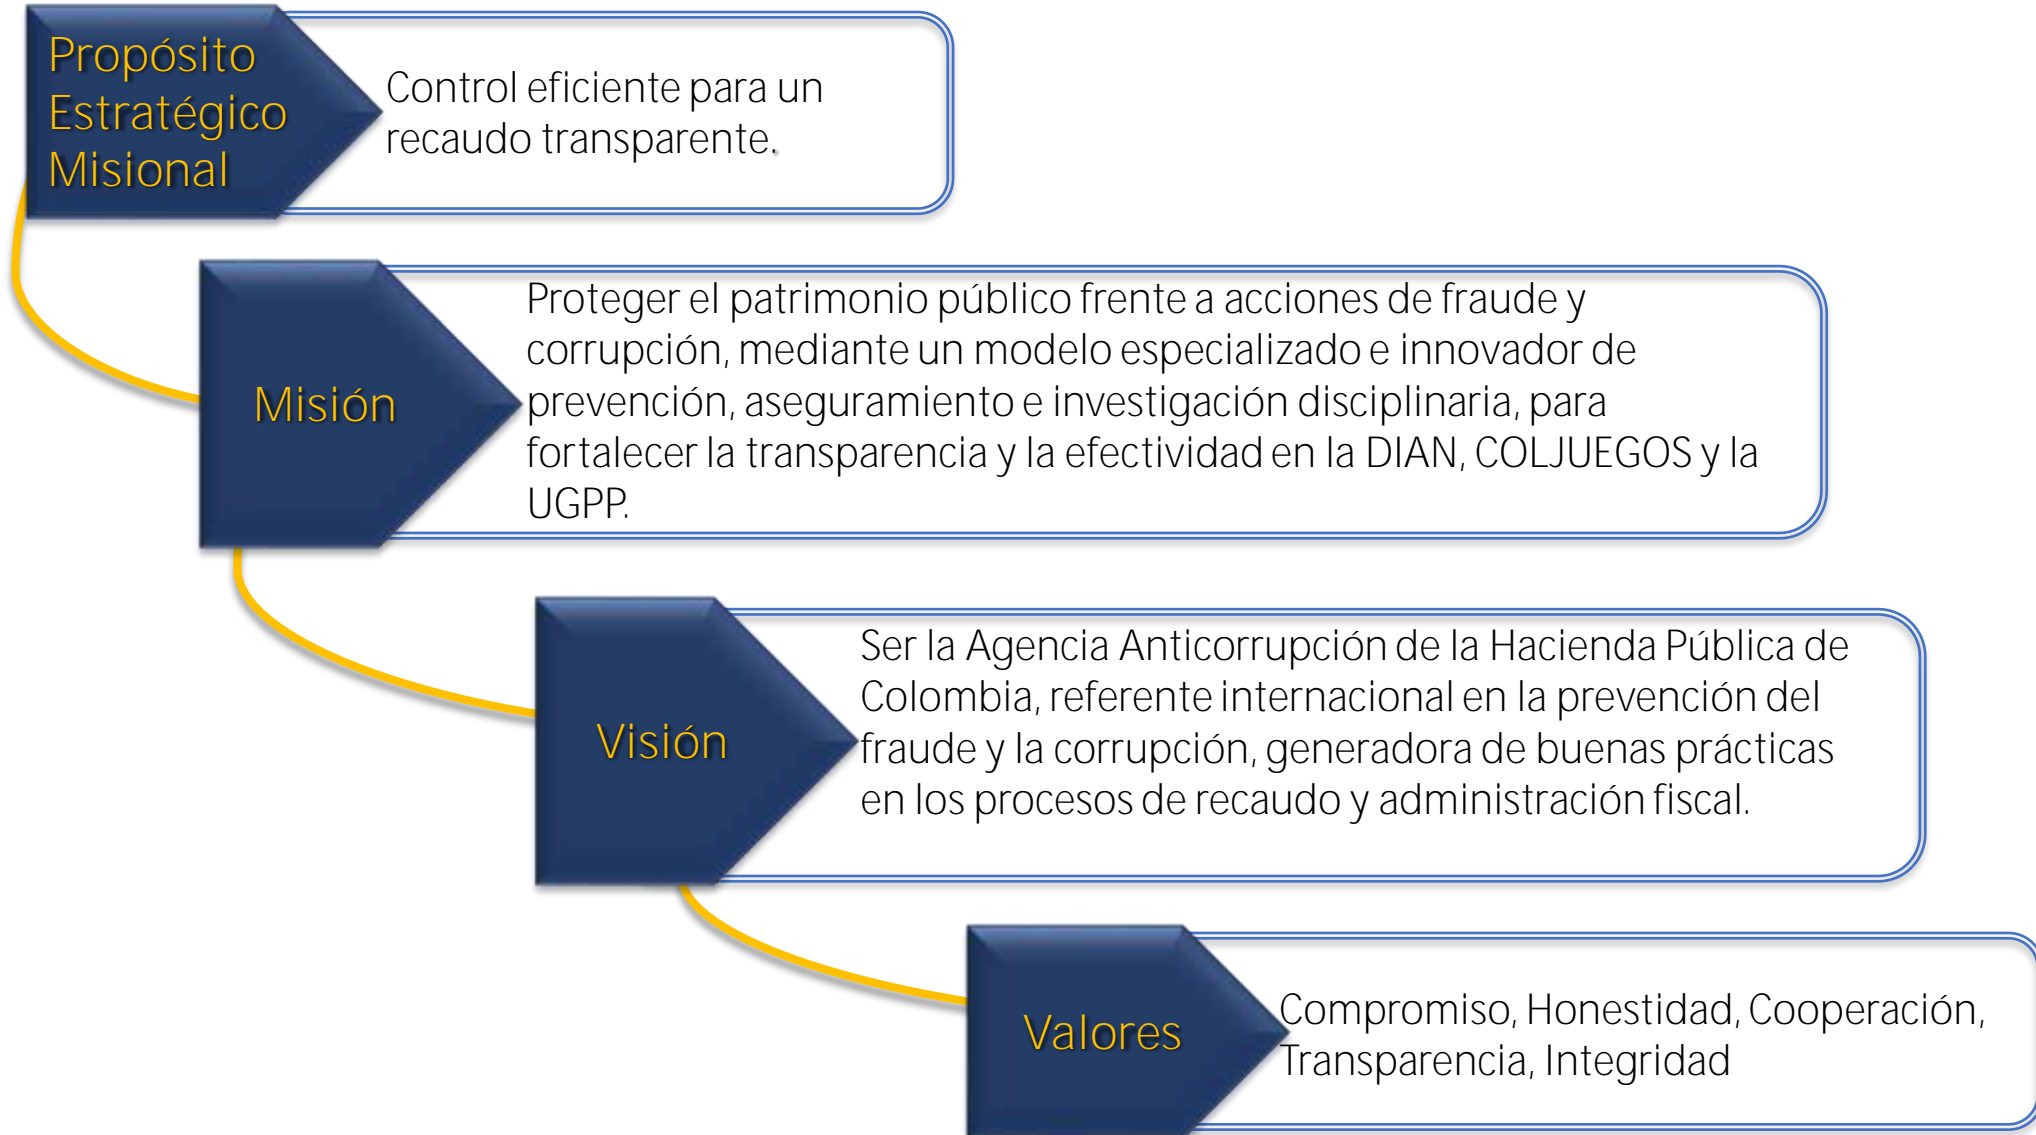 Propósito
Estratégico
Misional
Control eficiente para un
recaudo transparente.
Misión
Proteger el patrimonio público frente a acciones de fraude y
corrupción, mediante un modelo especializado e innovador de
prevención, aseguramiento e investigación disciplinaria, para
fortalecer la transparencia y la efectividad en la DIAN, COLJUEGOS y la
UGPP.
Visión
Ser la Agencia Anticorrupción de la Hacienda Pública de
Colombia, referente internacional en la prevención del
fraude y la corrupción, generadora de buenas prácticas
en los procesos de recaudo y administración fiscal.
Valores
Compromiso, Honestidad, Cooperación,
Transparencia, Integridad